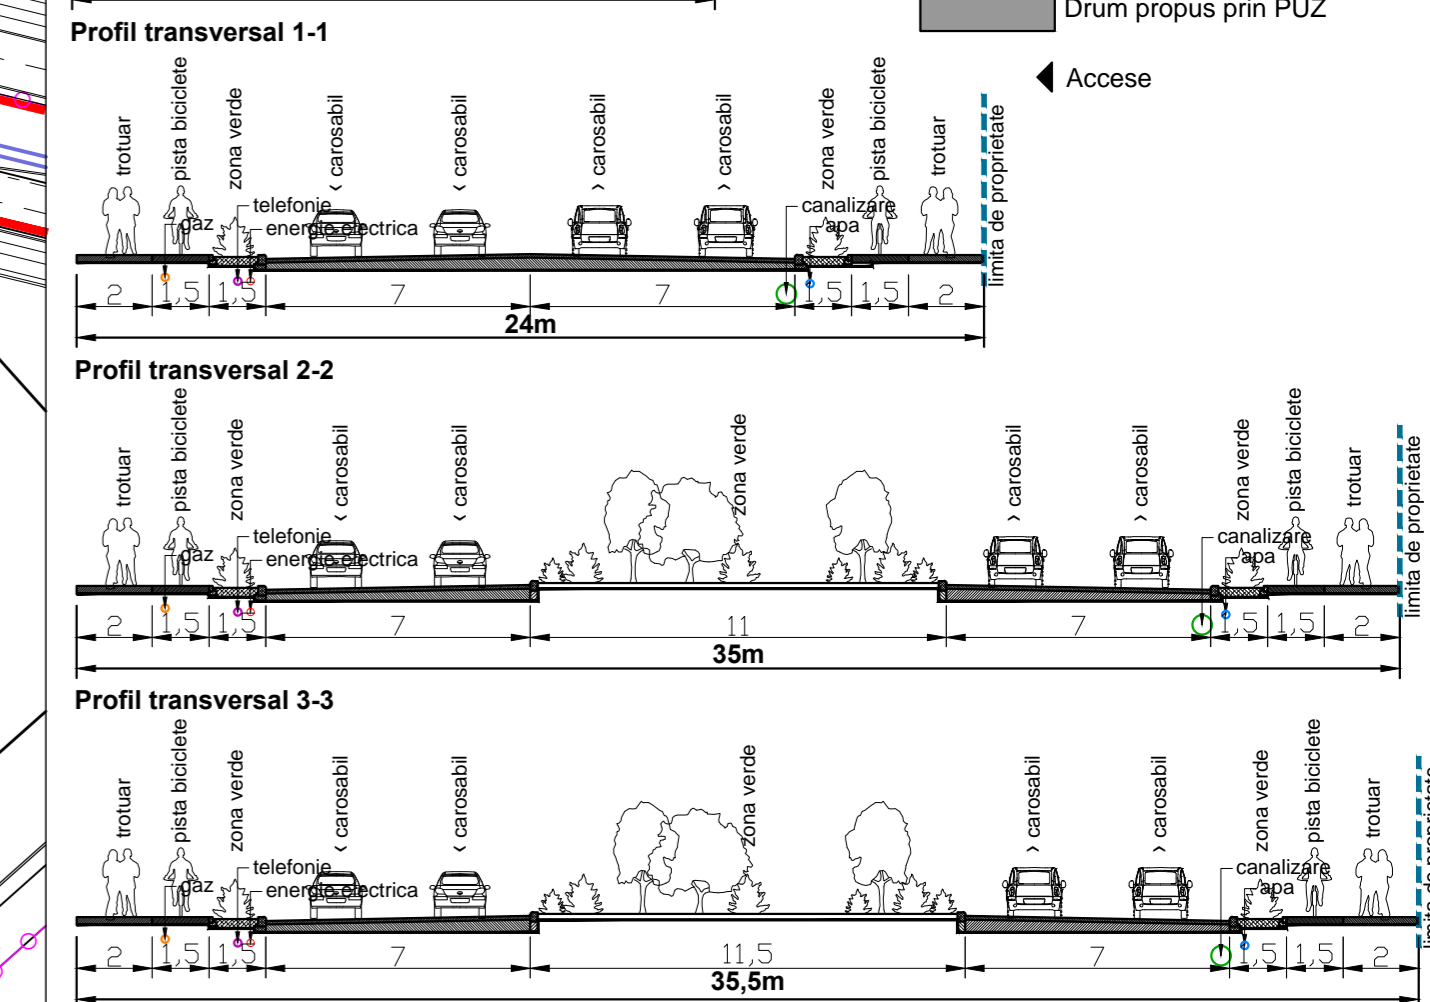 Drum propus prin PUZ
Accese
Profil transversal 1-1
trotuar
pista biciclete
zona verde
< carosabil
< carosabil
> carosabil
> carosabil
zona verde
pista biciclete
trotuar
limita de proprietate
gaz
telefonie
energie electrica
canalizare
apa
2 1,5 1,5 7 7 1,5 1,5 2
24m
Profil transversal 2-2
trotuar
pista biciclete
zona verde
< carosabil
< carosabil
zona verde
> carosabil
> carosabil
zona verde
pista biciclete
trotuar
limita de proprietate
gaz
telefonie
energie electrica
canalizare
apa
2 1,5 1,5 7 11 7 1,5 1,5 2
35m
Profil transversal 3-3
trotuar
pista biciclete
zona verde
< carosabil
< carosabil
zona verde
> carosabil
> carosabil
zona verde
pista biciclete
trotuar
limita de proprietate
gaz
telefonie
energie electrica
canalizare
apa
2 1,5 1,5 7 11,5 7 1,5 1,5 2
35,5m